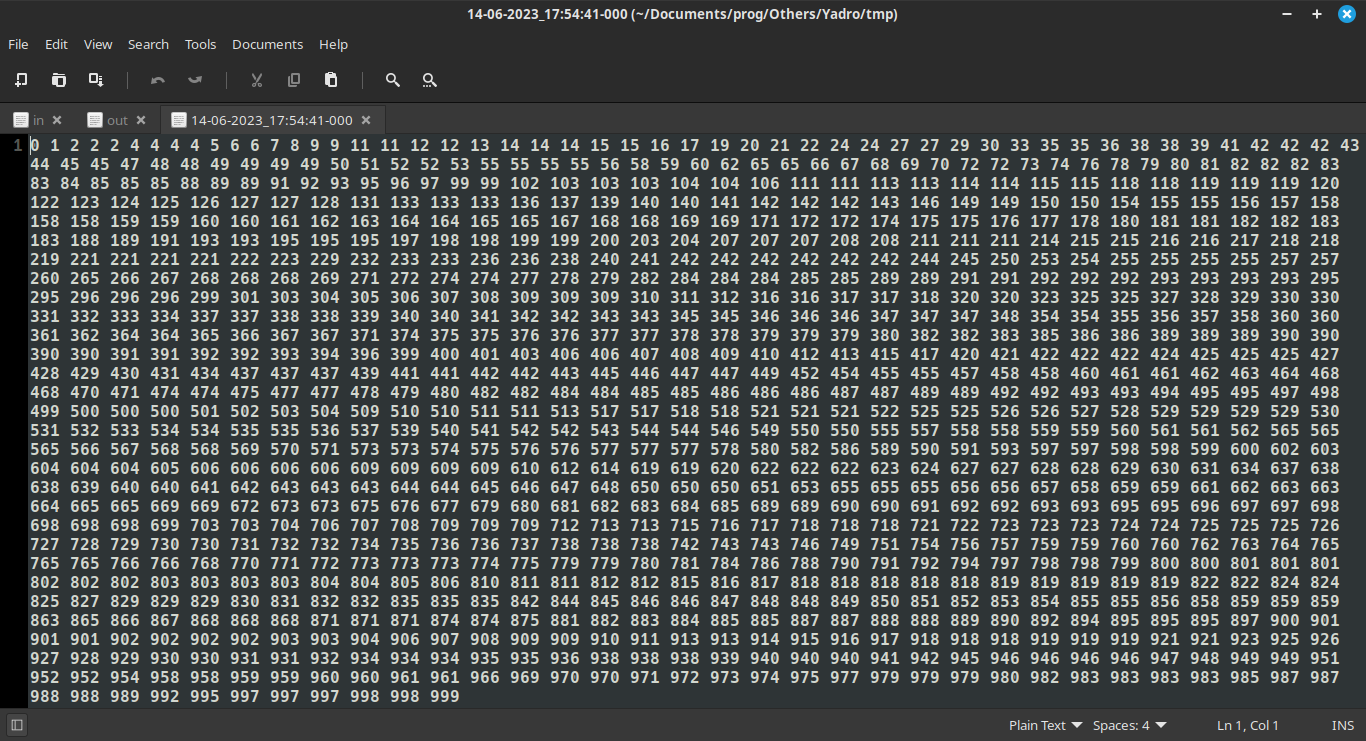 14-06-2023_17:54:41-000 (~/Documents/prog/Others/Yadro/tmp)
File Edit View Search Tools Documents Help
in out 14-06-2023_17:54:41-000
1 0 1 2 2 2 4 4 4 4 5 6 6 7 8 9 9 11 11 12 12 13 14 14 14 15 15 16 17 19 20 21 22 24 24 27 27 29 30 33 35 35 36 38 38 39 41 42 42 42 43
44 45 45 47 48 48 49 49 49 49 50 51 52 52 53 55 55 55 55 56 58 59 60 62 65 65 66 67 68 69 70 72 72 73 74 76 78 79 80 81 82 82 82 83
83 84 85 85 85 88 89 89 91 92 93 95 96 97 99 99 102 103 103 103 104 104 106 111 111 113 113 114 114 115 115 118 118 119 119 119 120
122 123 124 125 126 127 127 128 131 133 133 133 136 137 139 140 140 141 142 142 142 143 146 149 149 150 150 154 155 155 156 157 158
158 158 159 159 160 160 161 162 163 164 164 165 165 167 168 168 169 169 171 172 172 174 175 175 176 177 178 180 181 181 182 182 183
183 188 189 191 193 193 195 195 195 197 198 198 199 199 200 203 204 207 207 207 208 208 211 211 211 214 215 215 216 216 217 218 218
219 221 221 221 221 222 223 229 232 233 233 236 236 238 240 241 242 242 242 242 242 242 244 245 250 253 254 255 255 255 255 257 257
260 265 266 267 268 268 268 269 271 272 274 274 277 278 279 282 284 284 284 285 285 289 289 291 291 292 292 292 293 293 293 293 295
295 296 296 296 299 301 303 304 305 306 307 308 309 309 309 310 311 312 316 316 317 317 318 320 320 323 325 325 327 328 329 330 330
331 332 333 334 337 337 338 338 339 340 340 341 342 342 343 343 345 345 346 346 346 347 347 347 348 354 354 355 356 357 358 360 360
361 362 364 364 365 366 367 367 371 374 375 375 376 377 377 378 378 379 379 379 380 382 382 383 385 386 386 389 389 389 390 390
390 390 391 391 392 392 393 394 396 399 400 401 403 406 406 407 408 409 410 412 413 415 417 420 421 422 422 422 424 425 425 425 427
428 429 430 431 434 437 437 437 439 441 441 442 442 443 445 446 447 447 449 452 454 455 455 457 458 458 460 461 461 462 463 464 468
468 470 471 474 474 475 477 477 478 479 480 482 482 484 484 485 485 486 486 486 487 487 489 489 492 492 493 493 494 495 495 497 498
499 500 500 500 501 502 503 504 509 510 510 511 511 513 517 517 518 518 521 521 521 522 525 525 526 526 527 528 529 529 529 529 530
531 532 533 534 534 535 535 536 537 539 540 541 542 542 543 544 544 546 549 550 550 555 557 558 558 559 559 560 561 561 562 565 565
565 566 567 568 568 569 570 571 573 573 574 575 576 576 577 577 577 578 580 582 586 589 590 591 593 597 597 598 598 599 600 602 603
604 604 604 605 606 606 606 606 609 609 609 609 610 612 614 619 619 620 622 622 622 623 624 627 627 628 628 629 630 631 634 637 638
638 639 640 640 641 642 643 643 643 644 644 645 646 647 648 650 650 650 651 653 655 655 655 656 656 657 658 659 659 661 662 663 663
664 665 665 669 669 672 673 673 675 676 677 679 680 681 682 683 684 685 689 689 690 690 691 692 692 693 693 695 695 696 697 697 698
698 698 698 699 703 703 704 706 707 708 709 709 709 712 713 713 715 716 717 718 718 718 721 722 723 723 723 724 724 725 725 725 726
727 728 729 730 730 731 732 732 734 735 736 736 737 738 738 738 742 743 743 746 749 751 754 756 757 759 759 760 760 762 763 764 765
765 765 766 766 768 770 771 772 773 773 773 774 775 779 779 780 781 784 786 788 790 791 792 794 797 798 798 799 800 800 801 801 801
802 802 802 803 803 803 803 804 804 805 806 810 811 811 812 812 815 816 817 818 818 818 818 818 819 819 819 819 819 822 822 824 824
825 827 829 829 829 830 831 832 832 835 835 835 842 844 845 846 846 847 848 848 849 850 851 852 853 854 855 855 856 858 859 859 859
863 865 866 867 868 868 868 871 871 871 874 874 875 881 882 883 884 885 885 887 887 888 888 889 890 892 894 895 895 895 897 900 901
901 901 902 902 902 902 903 903 904 906 907 908 909 909 910 911 913 913 914 915 916 917 918 918 918 919 919 919 921 921 923 925 926
927 928 929 930 930 931 931 932 934 934 934 935 935 936 938 938 938 939 940 940 940 941 942 945 946 946 946 946 947 948 949 949 951
952 952 954 958 958 959 959 960 960 961 961 966 969 970 970 971 972 973 974 975 977 979 979 979 980 982 983 983 983 983 985 987 987
988 988 989 992 995 997 997 997 998 998 999
Plain Text Spaces: 4 Ln 1, Col 1 INS